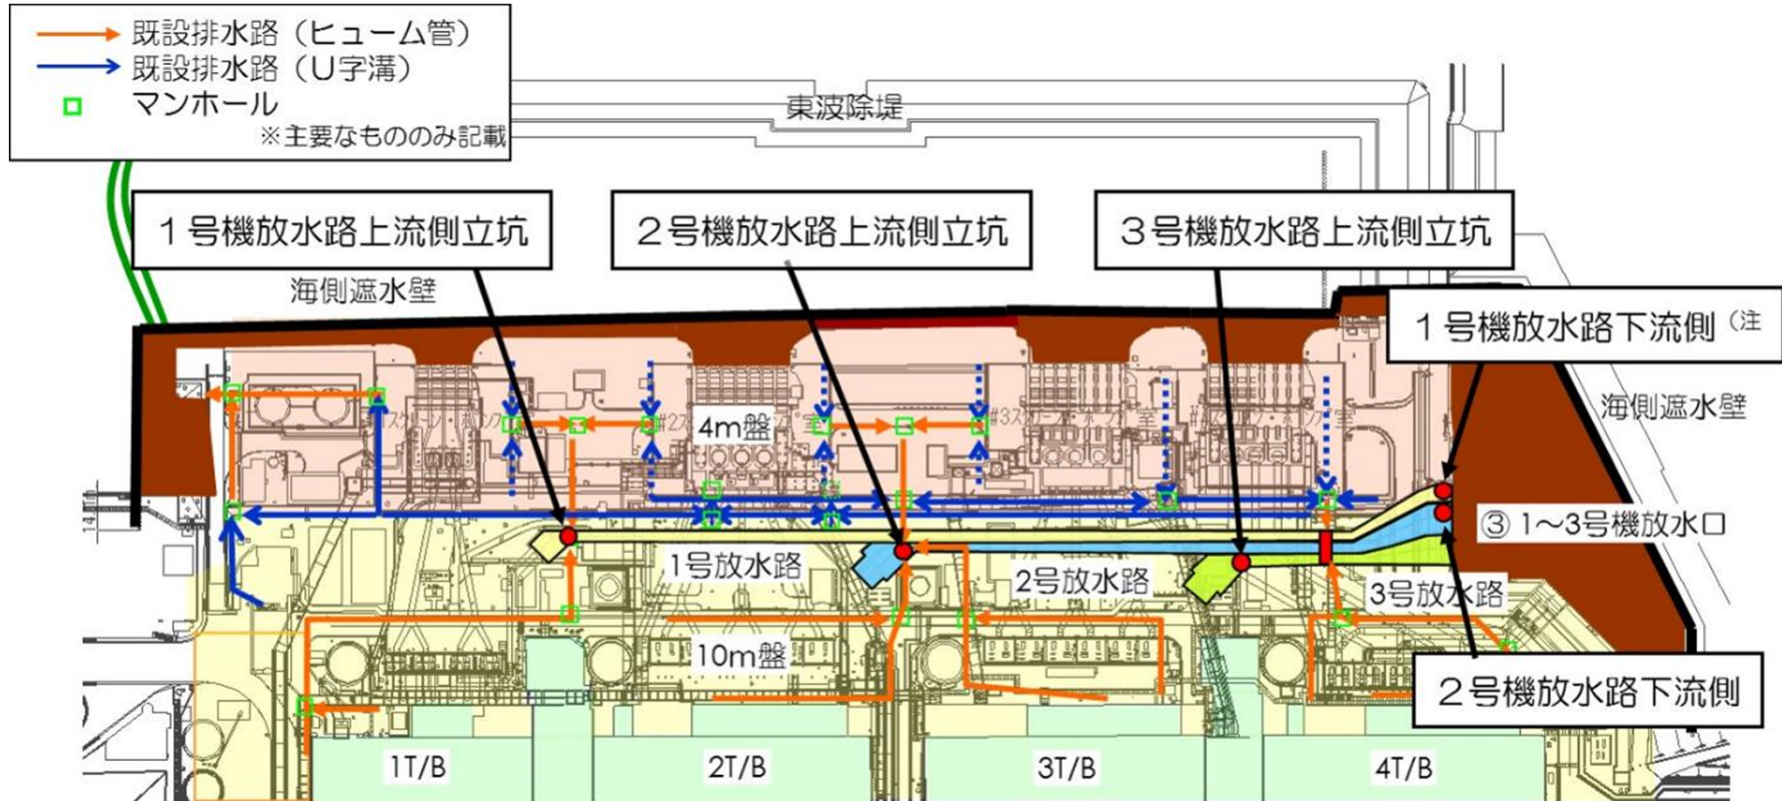 既設排水路（ヒューム管）
既設排水路（U字溝）
マンホール
※主要なもののみ記載
東波除堤
1号機放水路上流側立坑
2号機放水路上流側立坑
3号機放水路上流側立坑
海側遮水壁
1号機放水路下流側（注
海側遮水壁
4m盤
③ 1～3号機放水口
1号放水路
2号放水路
3号放水路
10m盤
2号機放水路下流側
1T/B
2T/B
3T/B
4T/B